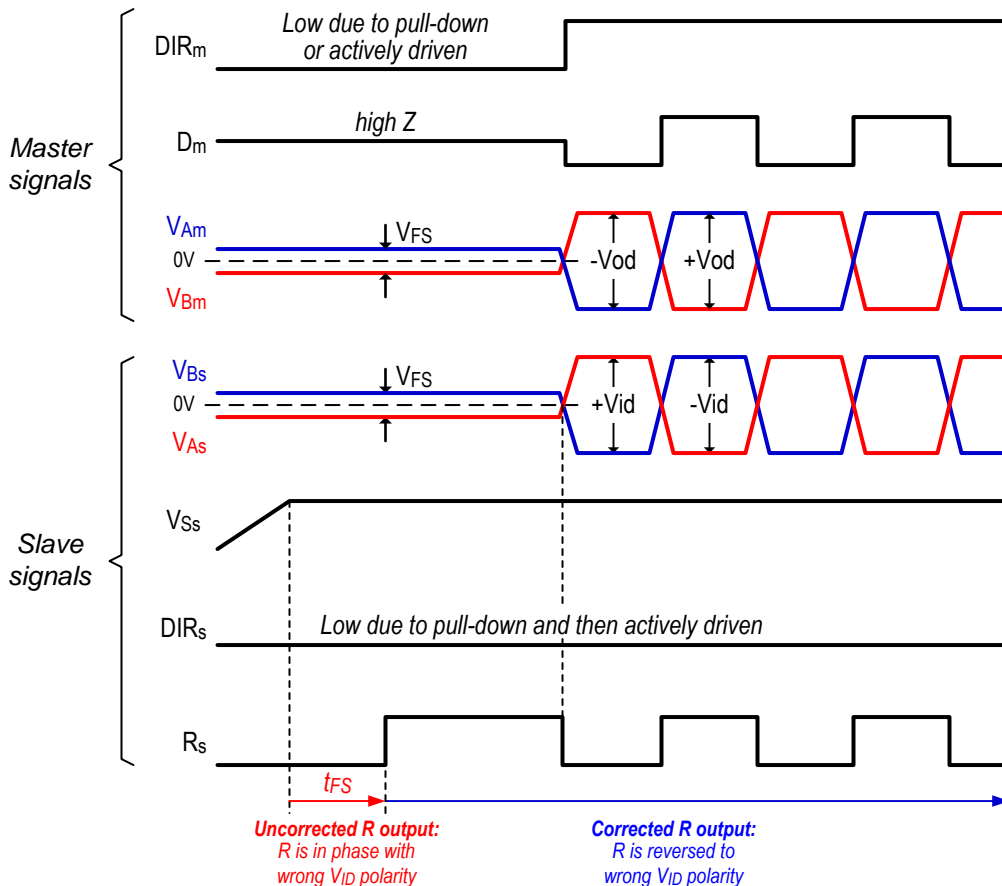 Low due to pull-down
or actively driven
DIRm
high Z
Dm
Master
signals
VAm
VFS
0V
-Vod
+Vod
VBm
VBs
VFS
0V
+Vid
-Vid
VAs
VSs
Slave
signals
DIRs
Low due to pull-down and then actively driven
Rs
tFS
Uncorrected R output:
R is in phase with
wrong VID polarity
Corrected R output:
R is reversed to
wrong VID polarity